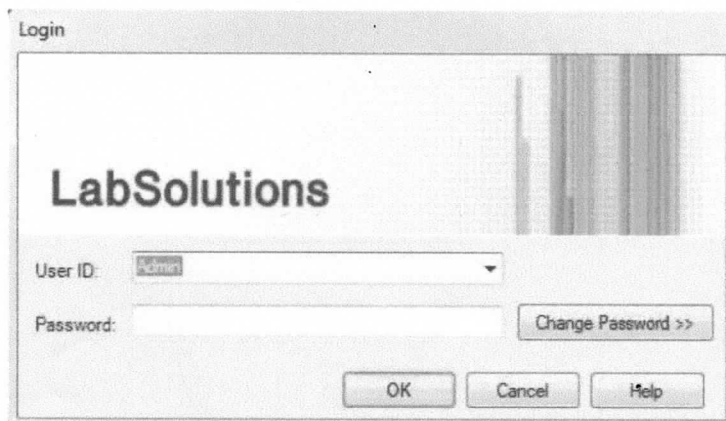 Login
LabSolutions
User ID: Admin
Password: Change Password >>
OK Cancel Help